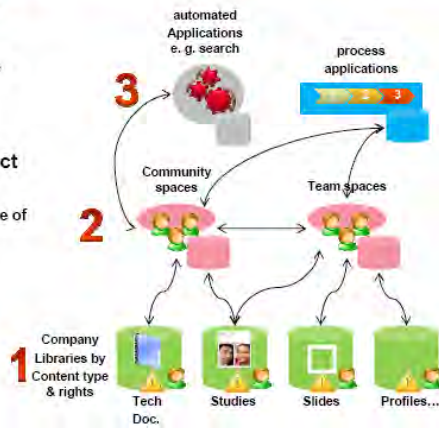 automated
Applications
e. g. search
process
applications
3
3
ct
Community
spaces
Team spaces
e of
2
Company
Libraries by
Content type
& rights
1
Tech
Doc.
Studies
Slides
Profiles...